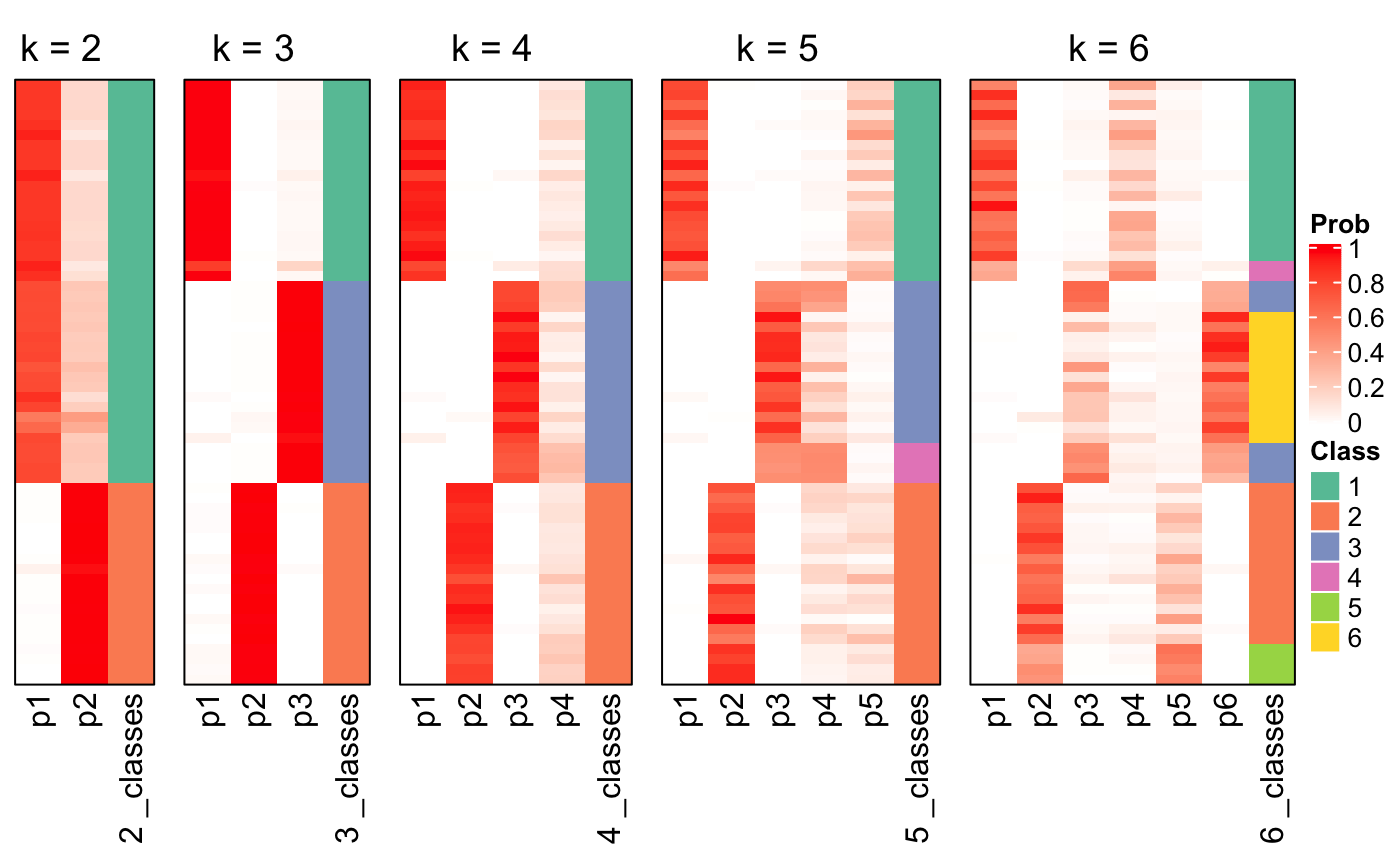 k = 2
k = 3
k = 4
k = 5
k = 6
p1
p2
2_classes
p1
p2
p3
3_classes
p1
p2
p3
p4
4_classes
p1
p2
p3
p4
p5
5_classes
p1
p2
p3
p4
p5
p6
6_classes
Prob
1
0.8
0.6
0.4
0.2
0
Class
1
2
3
4
5
6